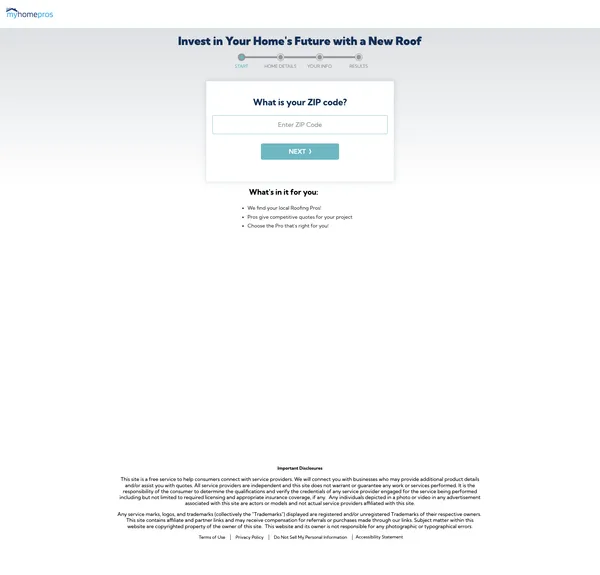 myhomepros
Invest in Your Home's Future with a New Roof
START HOME DETAILS YOUR INFO RESULTS
What is your ZIP code?
Enter ZIP Code
NEXT ›
What's in it for you:
• We find your local Roofing Pros!
• Pros give competitive quotes for your project
• Choose the Pro that's right for you!
Important Disclosures
This site is a free service to help consumers connect with service providers. We will connect you with businesses who may provide additional product details
and/or assist you with quotes. All service providers are independent and this site does not warrant or guarantee any work or services performed. It is the
responsibility of the consumer to determine the qualifications and verify the credentials of any service provider engaged for the service being performed
including but not limited to required licensing and appropriate insurance coverage, if any. Any individuals depicted in a photo or video in any advertisement
associated with this site are actors or models and not actual service providers affiliated with this site.
Any service marks, logos, and trademarks (collectively the "Trademarks") displayed are registered and/or unregistered Trademarks of their respective owners.
This site contains affiliate and partner links and may receive compensation for referrals or purchases made through our links. Subject matter within this
website are copyrighted property of the owner of this site. This website and its owner is not responsible for any photographic or typographical errors
Terms of Use | Privacy Policy | Do Not Sell My Personal Information | Accessibility Statement